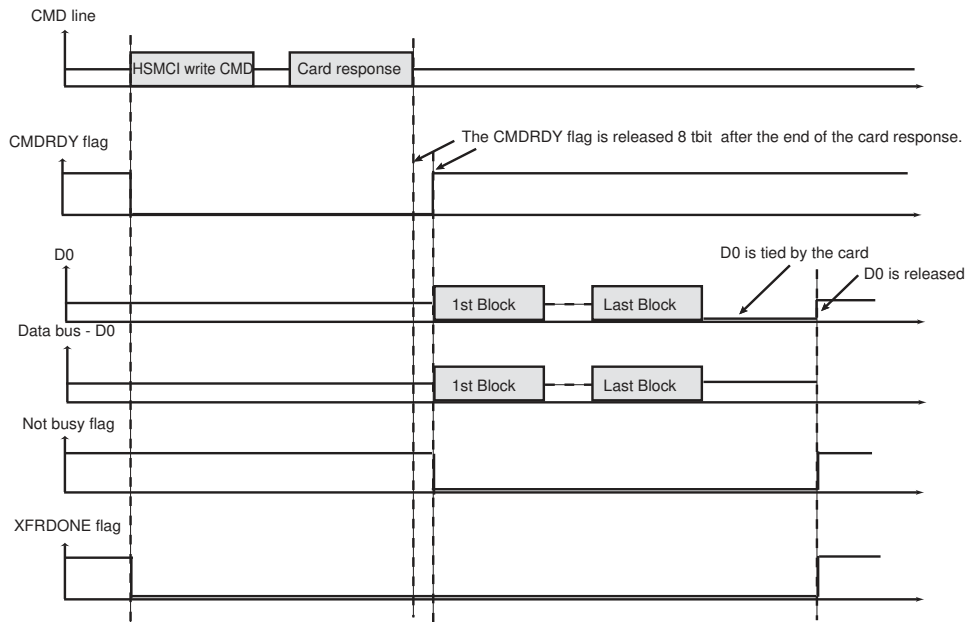 CMD line
HSMCI write CMD
Card response
The CMDRDY flag is released 8 tbit after the end of the card response.
CMDRDY flag
D0 is tied by the card
D0
D0 is released
1st Block
Last Block
Data bus - D0
1st Block
Last Block
Not busy flag
XFRDONE flag